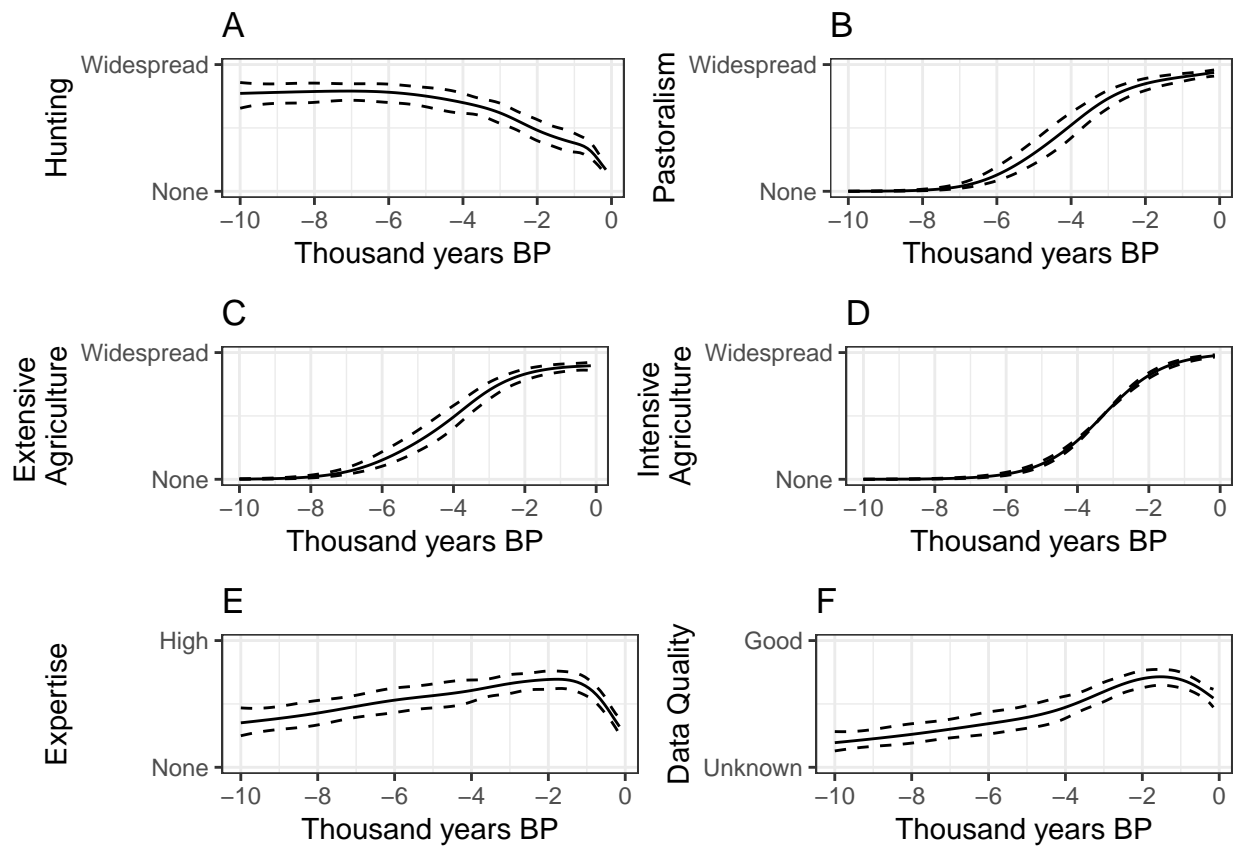 A
Hunting
Widespread
None
−10 −8 −6 −4 −2 0
Thousand years BP
B
Pastoralism
Widespread
None
−10 −8 −6 −4 −2 0
Thousand years BP
C
Extensive
Agriculture
Widespread
None
−10 −8 −6 −4 −2 0
Thousand years BP
D
Intensive
Agriculture
Widespread
None
−10 −8 −6 −4 −2 0
Thousand years BP
E
Expertise
High
None
−10 −8 −6 −4 −2 0
Thousand years BP
F
Data Quality
Good
Unknown
−10 −8 −6 −4 −2 0
Thousand years BP